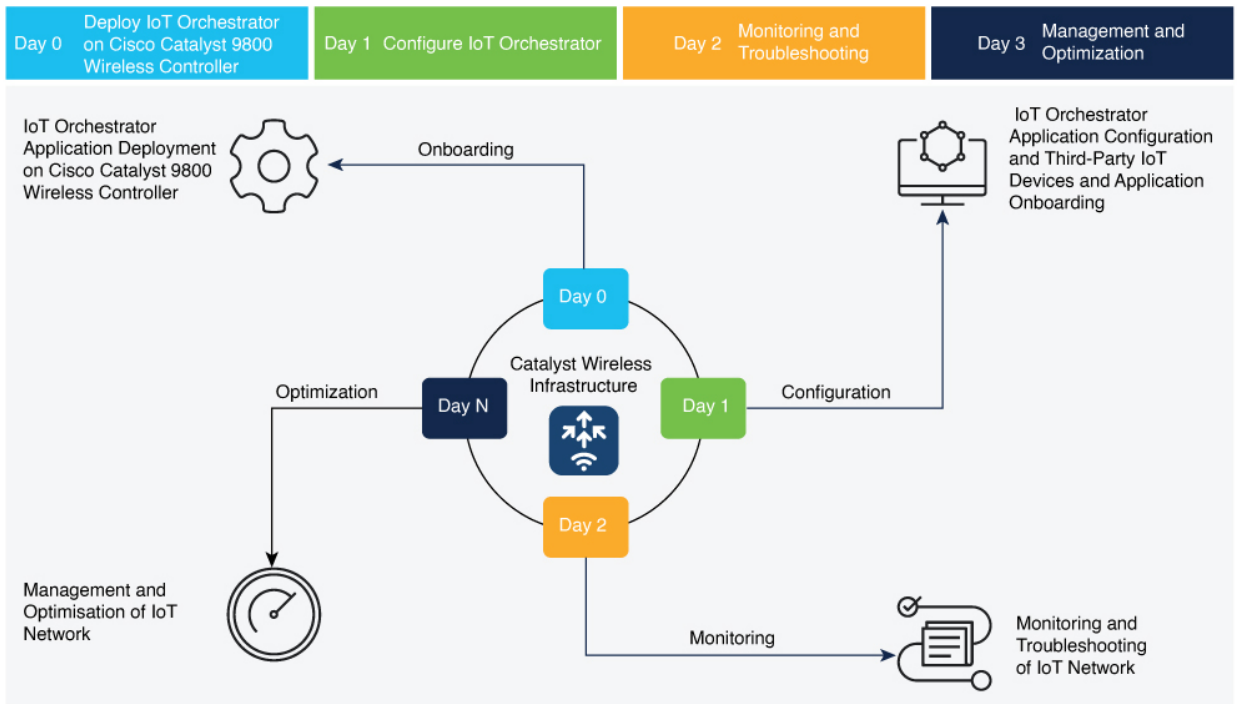 Day 0
Deploy IoT Orchestrator
on Cisco Catalyst 9800
Wireless Controller
Day 1 Configure IoT Orchestrator
Day 2
Monitoring and
Troubleshooting
Day 3
Management and
Optimization
IoT Orchestrator
Application Deployment
on Cisco Catalyst 9800
Wireless Controller
Onboarding
IoT Orchestrator
Application Configuration
and Third-Party IoT
Devices and Application
Onboarding
Day 0
Catalyst Wireless
Infrastructure
Optimization
Day N
Day 1
Configuration
Day 2
Management and
Optimisation of IoT
Network
Monitoring
Monitoring and
Troubleshooting
of IoT Network